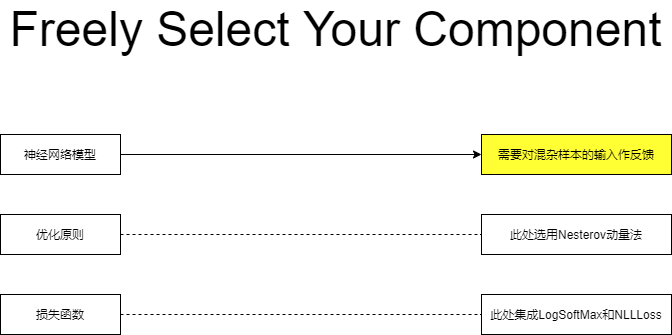 Freely Select Your Component
神经网络模型
需要对混杂样本的输入作反馈
优化原则
此处选用Nesterov动量法
损失函数
此处集成LogSoftMax和NLLLoss